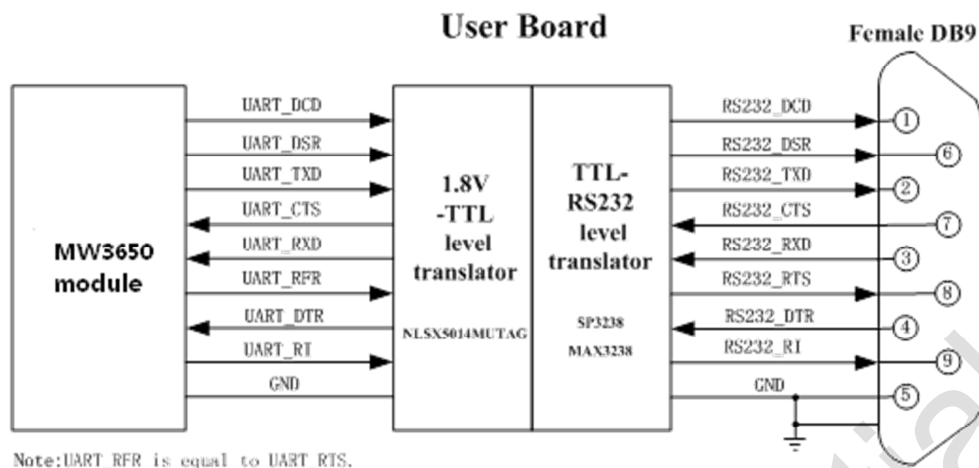 User Board
Female DB9
MW3650
module
UART_DCD
UART_DSR
UART_TXD
UART_CTS
UART_RXD
UART_RFR
UART_DTR
UART_RI
GND
1.8V
-TTL
level
translator
NLSX5014MUTAG
TTL-
RS232
level
translator
SP3238
MAX3238
RS232_DCD
RS232_DSR
RS232_TXD
RS232_CTS
RS232_RXD
RS232_RTS
RS232_DTR
RS232_RI
GND
1
6
2
7
3
8
4
9
5
Note:UART_RFR is equal to UART_RTS.